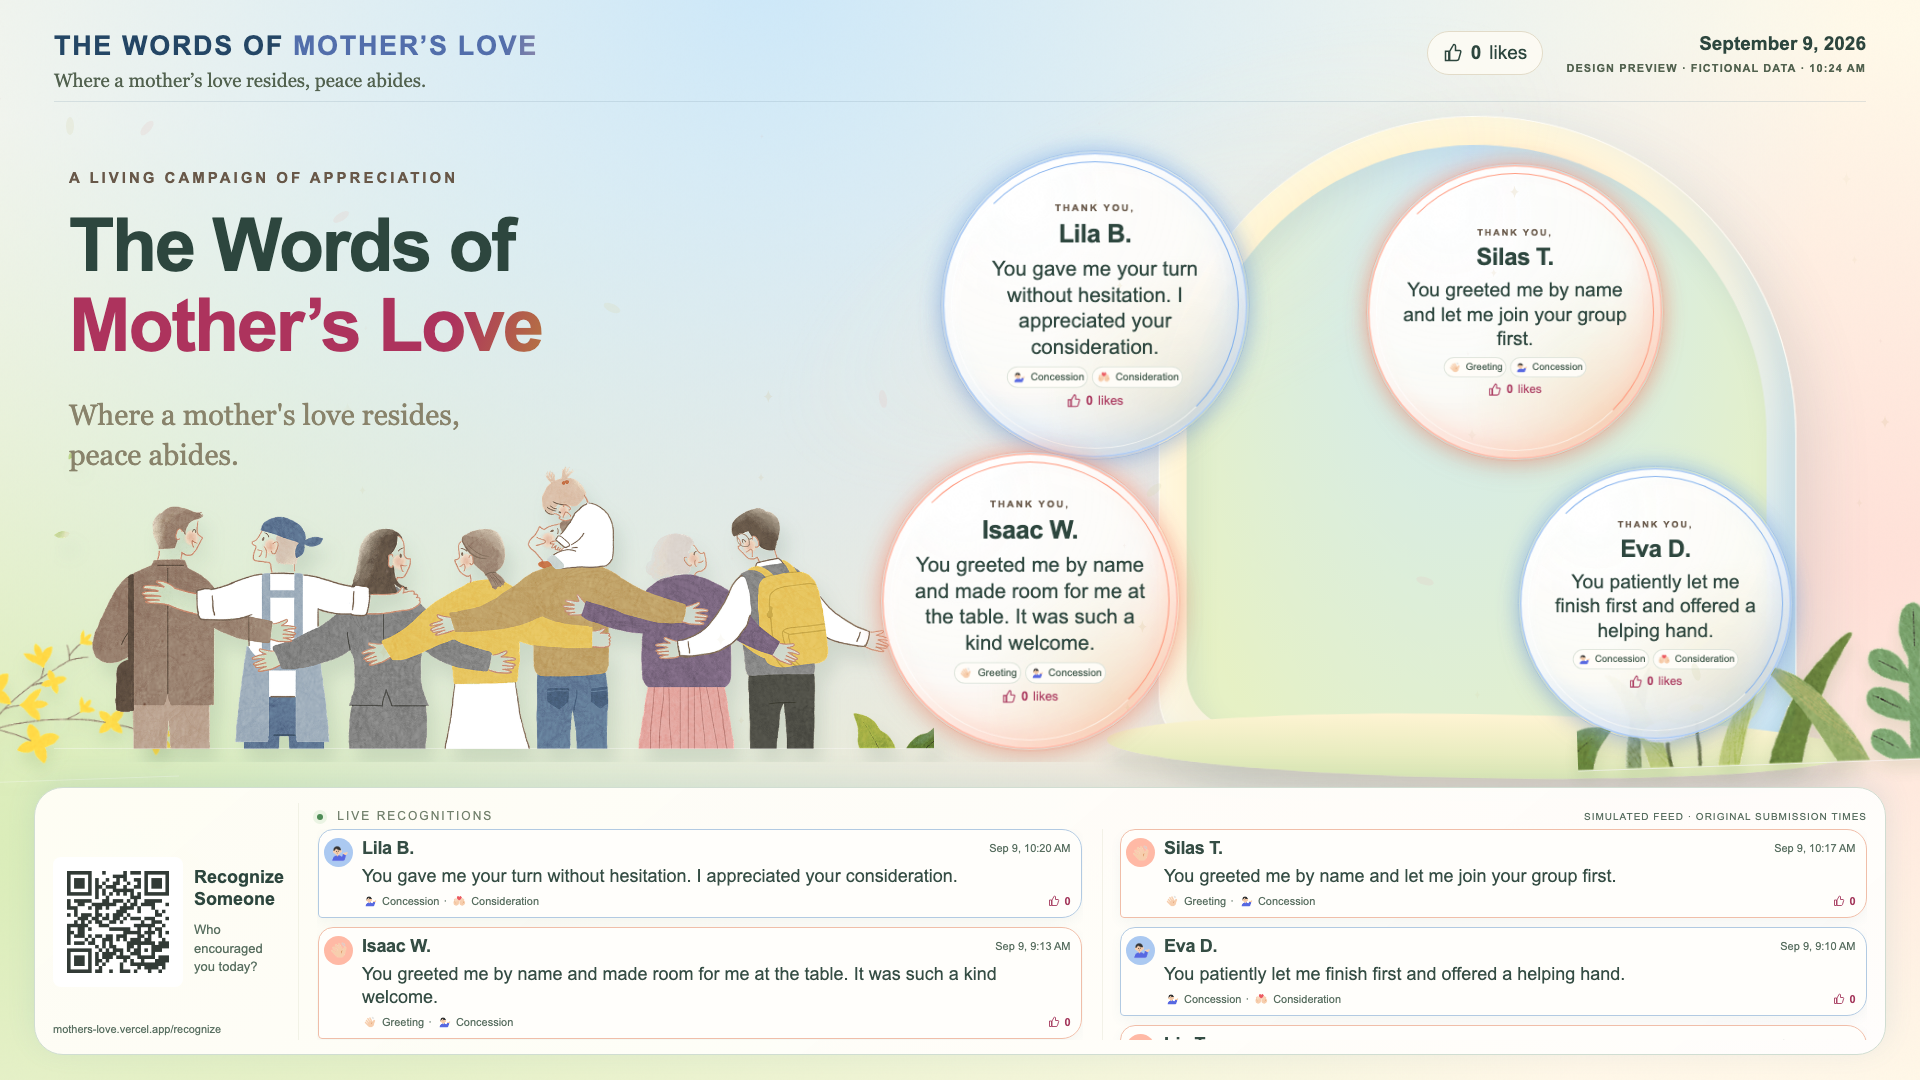 THE WORDS OF MOTHER’S LOVE
Where a mother’s love resides, peace abides.
0 likes
September 9, 2026
DESIGN PREVIEW · FICTIONAL DATA · 10:24 AM
A LIVING CAMPAIGN OF APPRECIATION
The Words of
Mother’s Love
Where a mother's love resides,
peace abides.
THANK YOU,
Lila B.
You gave me your turn
without hesitation. I
appreciated your
consideration.
Concession Consideration
0 likes
THANK YOU,
Silas T.
You greeted me by name
and let me join your group
first.
Greeting Concession
0 likes
THANK YOU,
Isaac W.
You greeted me by name
and made room for me at
the table. It was such a
kind welcome.
Greeting Concession
0 likes
THANK YOU,
Eva D.
You patiently let me
finish first and offered a
helping hand.
Concession Consideration
0 likes
Recognize
Someone
Who
encouraged
you today?
mothers-love.vercel.app/recognize
LIVE RECOGNITIONS
SIMULATED FEED · ORIGINAL SUBMISSION TIMES
Lila B.
Sep 9, 10:20 AM
You gave me your turn without hesitation. I appreciated your consideration.
Concession · Consideration
0
Isaac W.
Sep 9, 9:13 AM
You greeted me by name and made room for me at the table. It was such a kind
welcome.
Greeting · Concession
0
Silas T.
Sep 9, 10:17 AM
You greeted me by name and let me join your group first.
Greeting · Concession
0
Eva D.
Sep 9, 9:10 AM
You patiently let me finish first and offered a helping hand.
Concession · Consideration
0